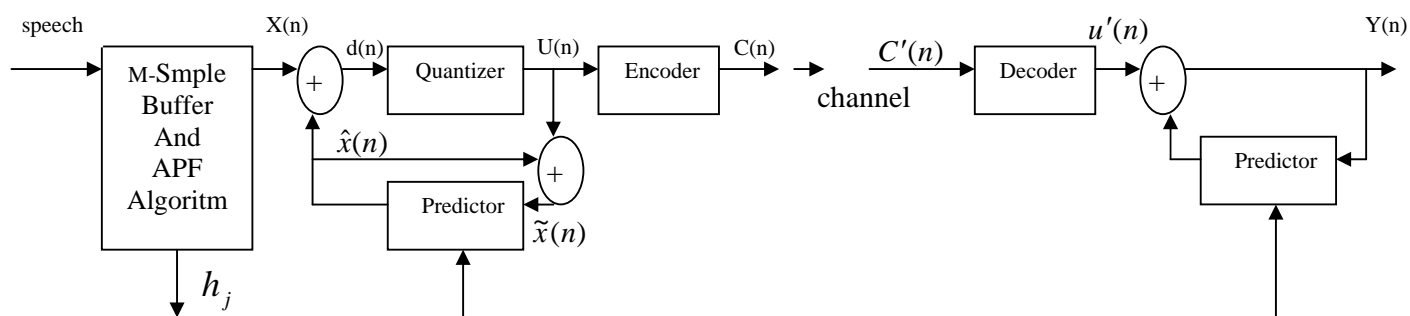 speech
M-Smple
Buffer
And
APF
Algoritm
h_j
X(n)
+
d(n)
Quantizer
U(n)
Encoder
C(n)
x̂(n)
+
Predictor
x̃(n)
channel
C′(n)
Decoder
u′(n)
+
Y(n)
Predictor